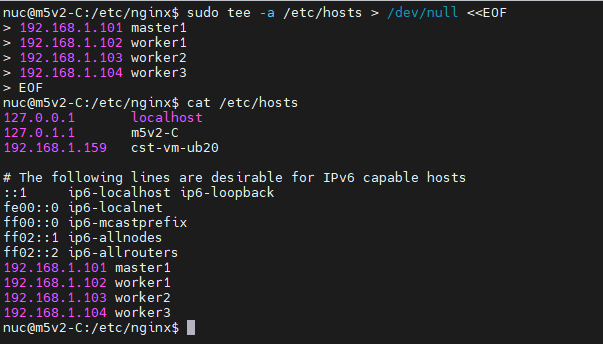 nuc@m5v2-C:/etc/nginx$ sudo tee -a /etc/hosts > /dev/null <<EOF
> 192.168.1.101 master1
> 192.168.1.102 worker1
> 192.168.1.103 worker2
> 192.168.1.104 worker3
> EOF
nuc@m5v2-C:/etc/nginx$ cat /etc/hosts
127.0.0.1       localhost
127.0.1.1       m5v2-C
192.168.1.159   cst-vm-ub20

# The following lines are desirable for IPv6 capable hosts
::1     ip6-localhost ip6-loopback
fe00::0 ip6-localnet
ff00::0 ip6-mcastprefix
ff02::1 ip6-allnodes
ff02::2 ip6-allrouters
192.168.1.101 master1
192.168.1.102 worker1
192.168.1.103 worker2
192.168.1.104 worker3
nuc@m5v2-C:/etc/nginx$